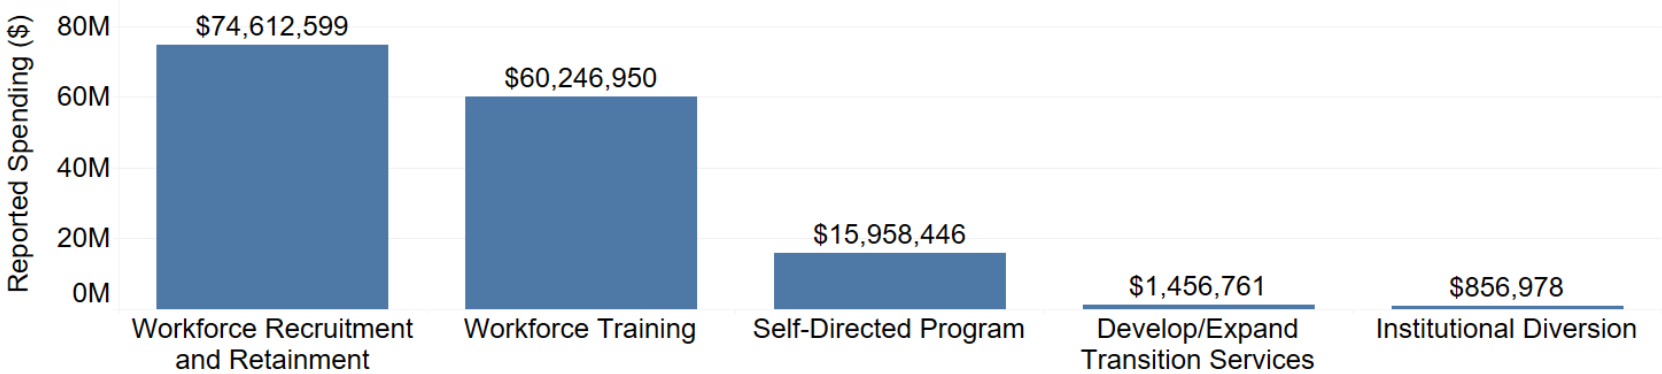 Reported Spending ($)
80M
60M
40M
20M
0M
$74,612,599
$60,246,950
$15,958,446
$1,456,761
$856,978
Workforce Recruitment
and Retainment
Workforce Training
Self-Directed Program
Develop/Expand
Transition Services
Institutional Diversion